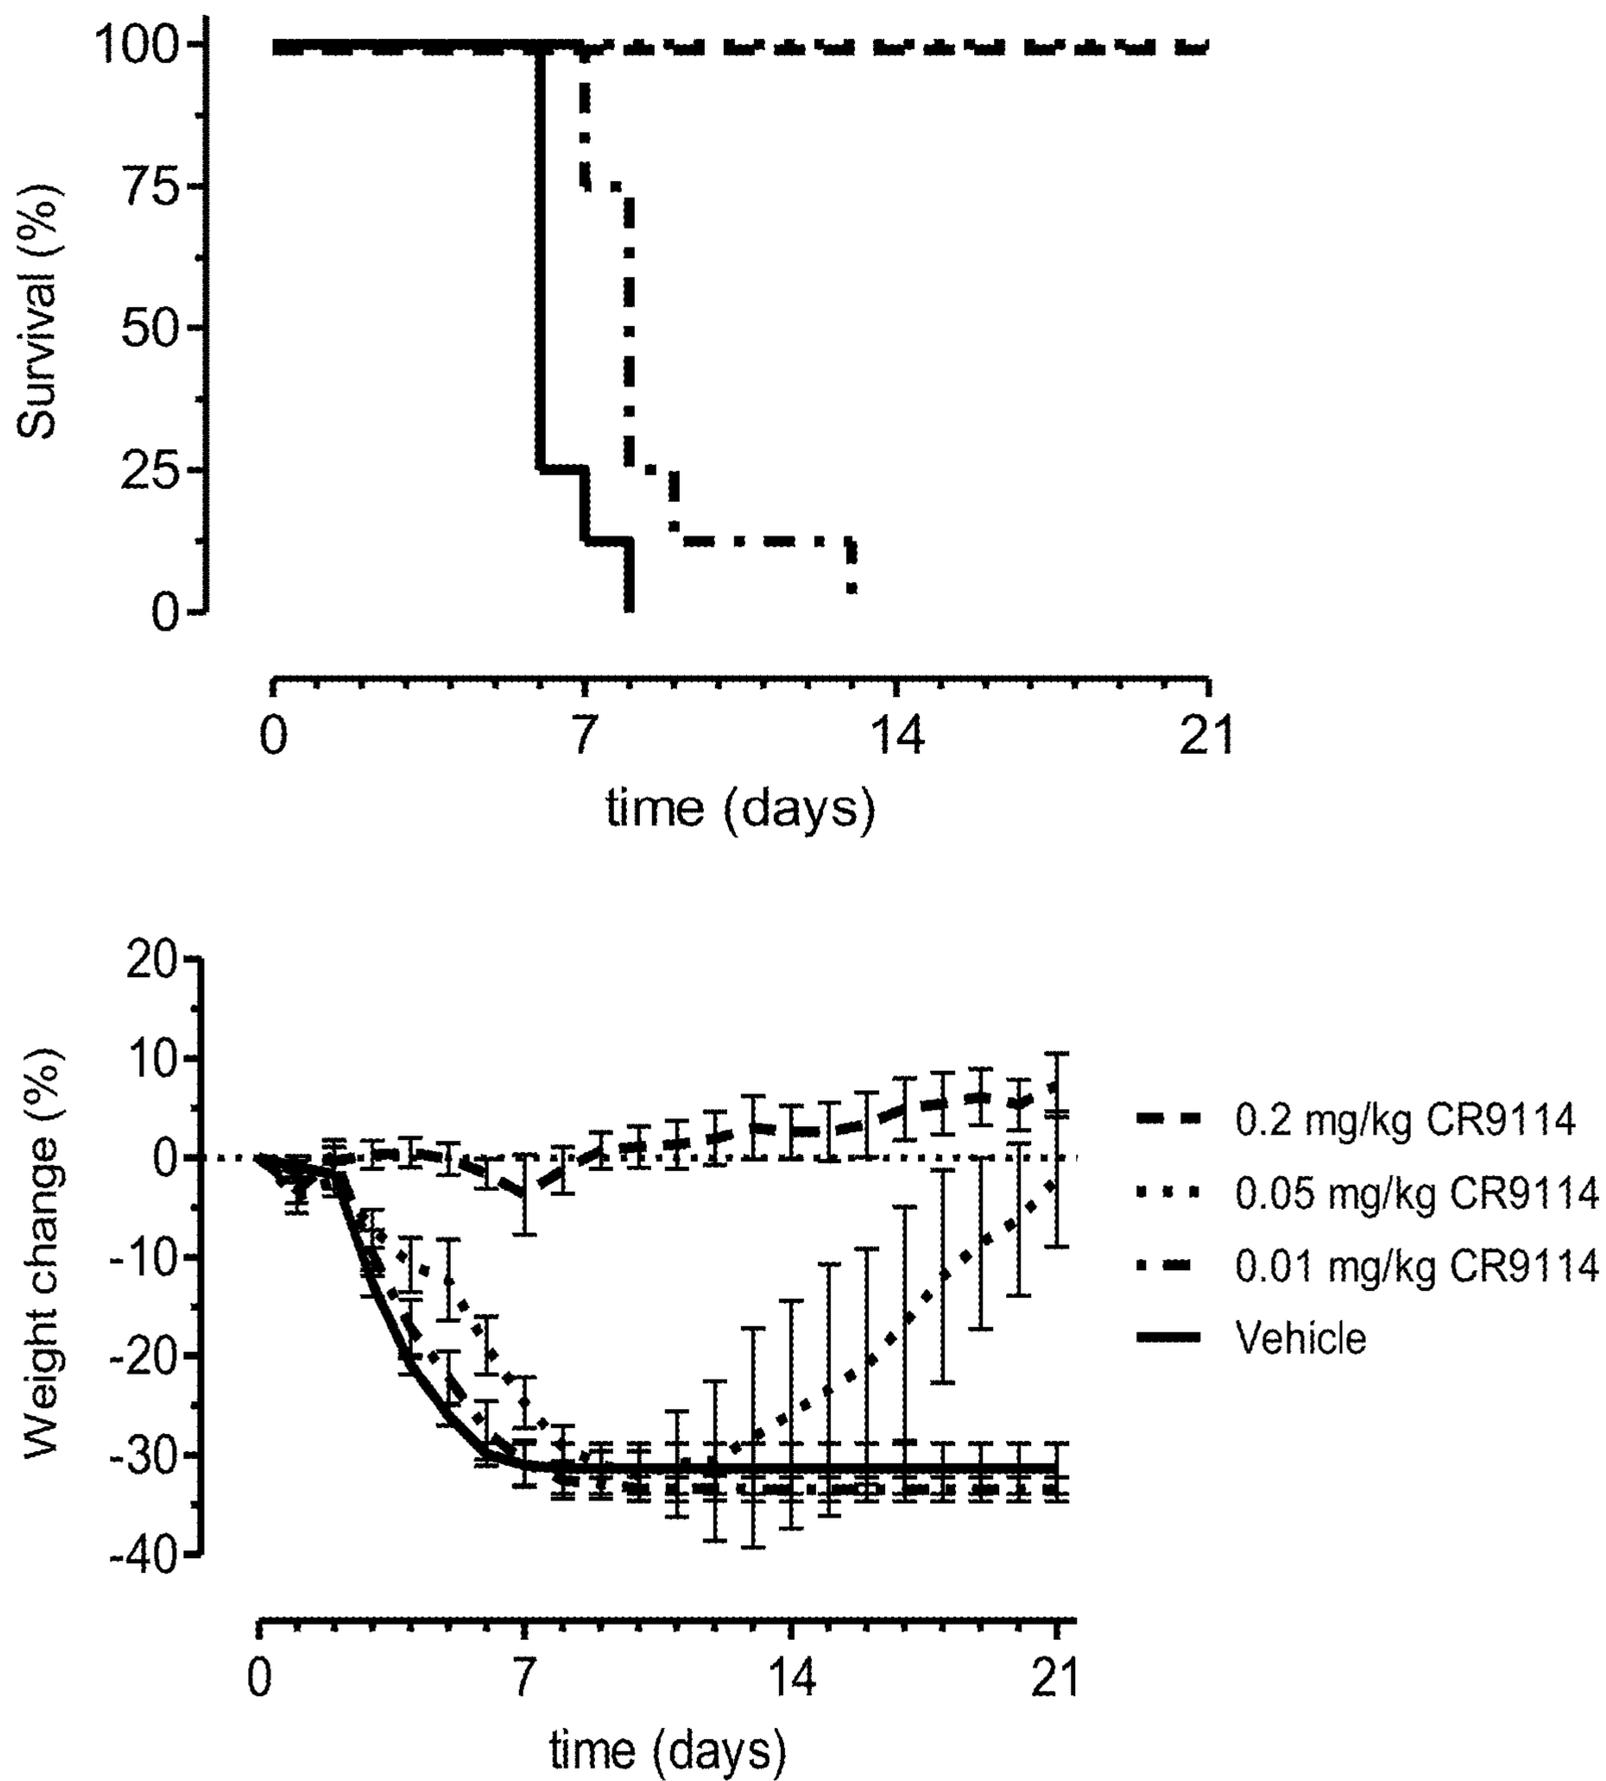 Survival (%)
100
75
50
25
0
0 7 14 21
time (days)
Weight change (%)
20
10
0
-10
-20
-30
-40
0 7 14 21
time (days)
0.2 mg/kg CR9114
0.05 mg/kg CR9114
0.01 mg/kg CR9114
Vehicle